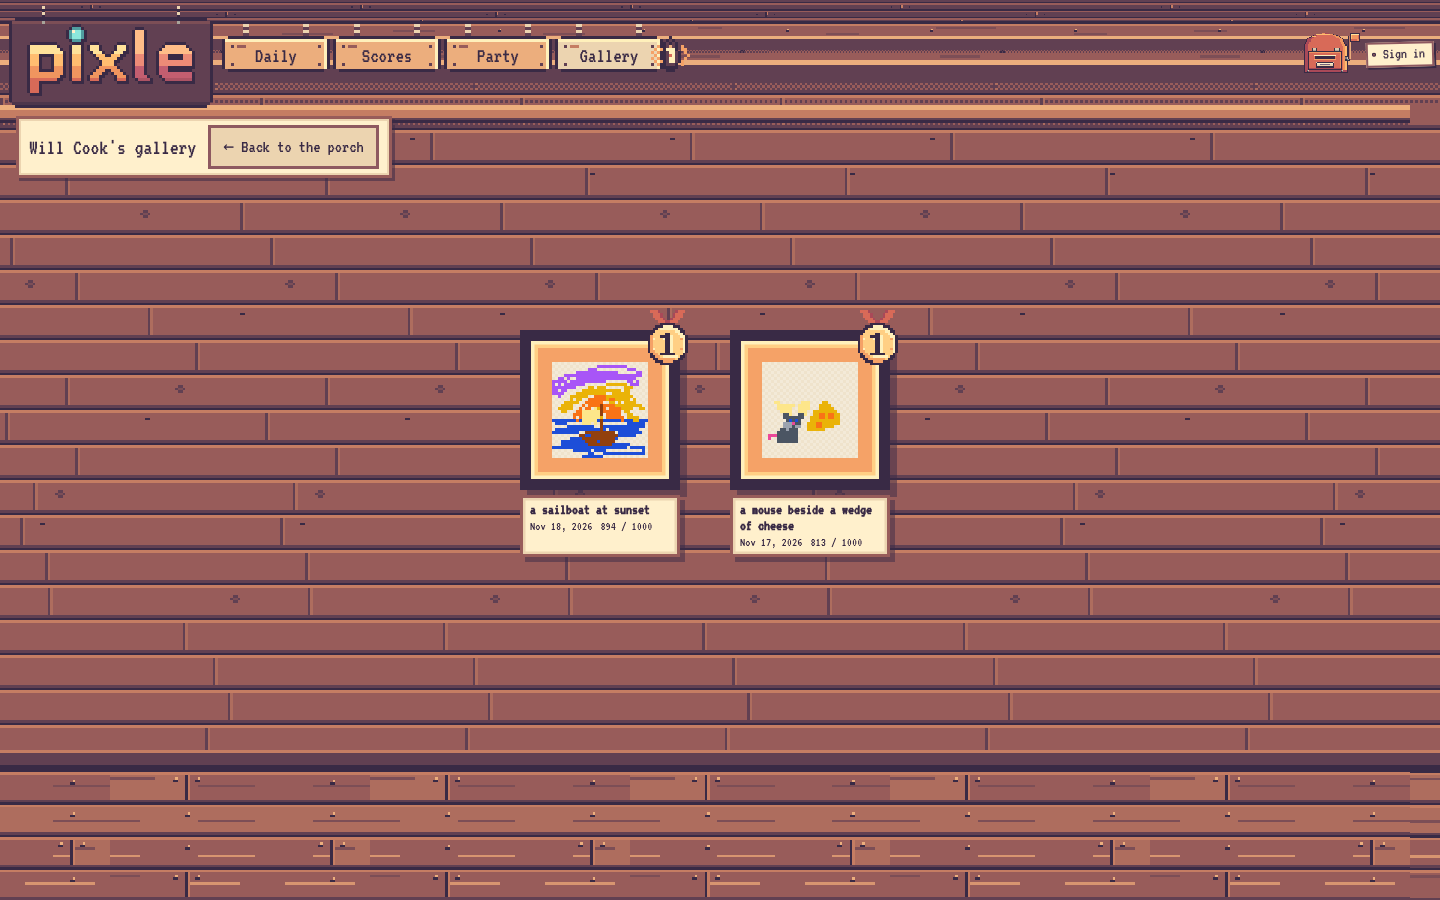 pixle
Daily
Scores
Party
Gallery
1
Sign in
Will Cook's gallery
← Back to the porch
1
1
a sailboat at sunset
Nov 18, 2026 894 / 1000
a mouse beside a wedge
of cheese
Nov 17, 2026 813 / 1000